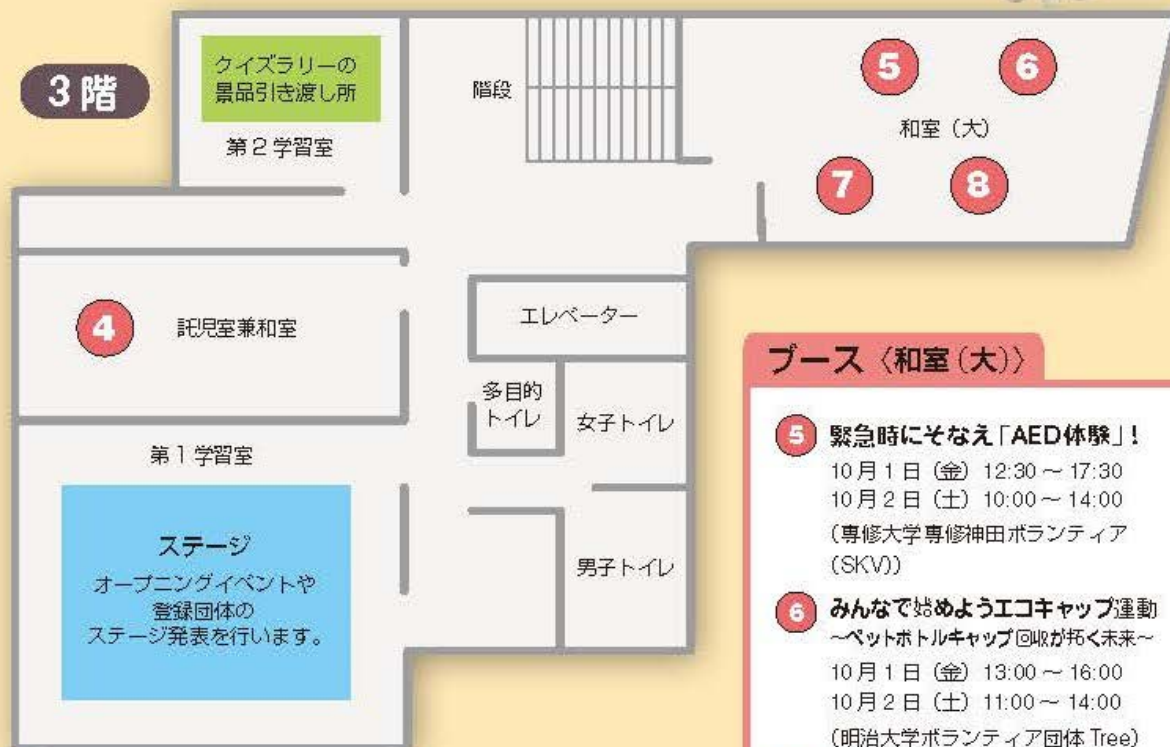 3階
クイズラリーの
景品引き渡し所
第2学習室
階段
5
6
和室（大）
7
8
4
託児室兼和室
エレベーター
多目的
トイレ
女子トイレ
男子トイレ
第1学習室
ステージ
オープニングイベントや
登録団体の
ステージ発表を行います。
ブース〈和室（大）〉
5 緊急時にそなえ「AED体験」！
10月1日（金）12:30～17:30
10月2日（土）10:00～14:00
（専修大学専修神田ボランティア
(SKV)）
6 みんなで始めようエコキャップ運動
～ペットボトルキャップ回収が拓く未来～
10月1日（金）13:00～16:00
10月2日（土）11:00～14:00
（明治大学ボランティア団体 Tree）